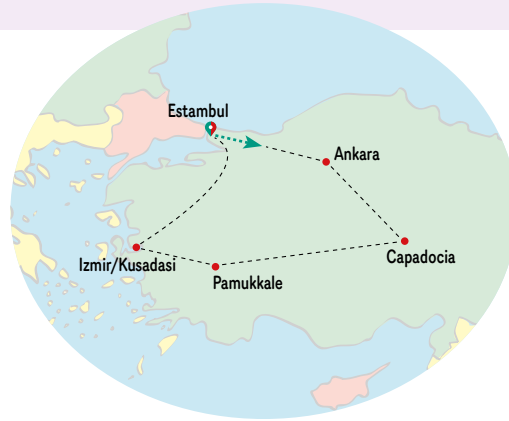 Estambul
Ankara
Capadocia
Izmir/Kusadasi
Pamukkale